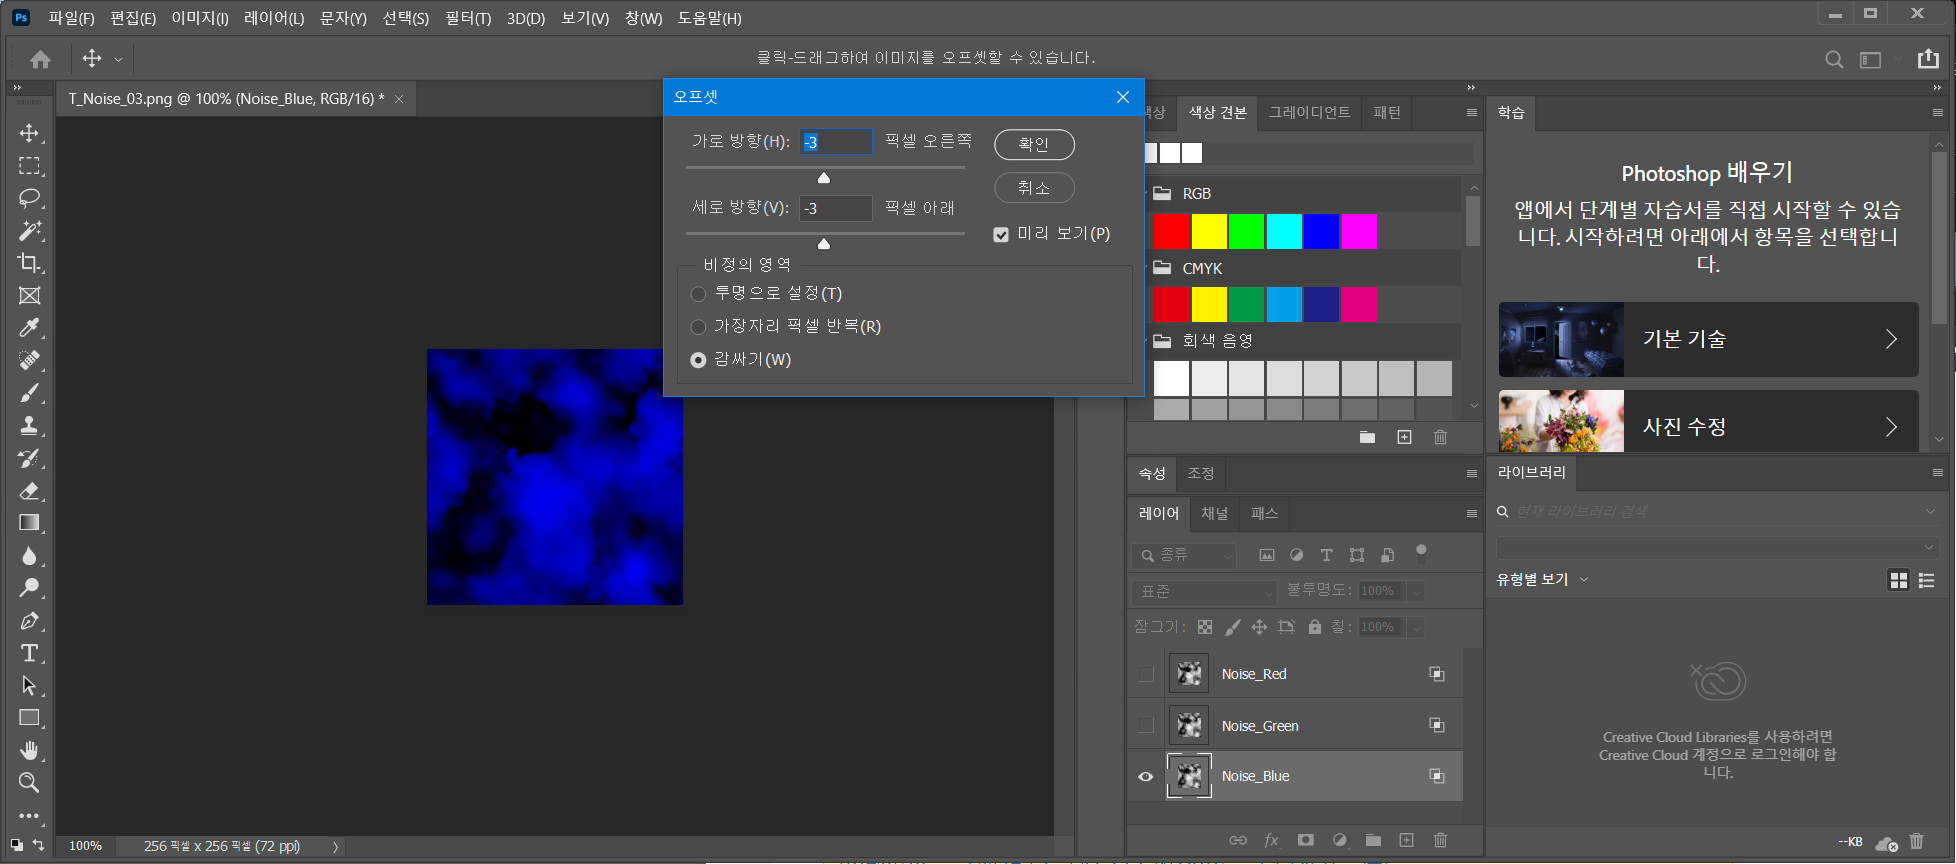 Ps 파일(F) 편집(E) 이미지(I) 레이어(L) 문자(Y) 선택(S) 필터(T) 3D(D) 보기(V) 창(W) 도움말(H)
클릭-드래그하여 이미지를 오프셋할 수 있습니다.
T_Noise_03.png @ 100% (Noise_Blue, RGB/16) *
오프셋
가로 방향(H): -3 픽셀 오른쪽
확인
취소
세로 방향(V): -3 픽셀 아래
미리 보기(P)
비정의 영역
투명으로 설정(T)
가장자리 픽셀 반복(R)
감싸기(W)
색상 견본 그레이디언트 패턴
RGB
CMYK
회색 음영
속성 조정
레이어 채널 패스
종류
표준 불투명도: 100%
잠그기: 칠: 100%
Noise_Red
Noise_Green
Noise_Blue
fx
학습
Photoshop 배우기
앱에서 단계별 자습서를 직접 시작할 수 있습
니다. 시작하려면 아래에서 항목을 선택합니
다.
기본 기술
사진 수정
라이브러리
현재 라이브러리 검색
유형별 보기
Creative Cloud Libraries를 사용하려면
Creative Cloud 계정으로 로그인해야 합
니다.
--KB
100% 256 픽셀 x 256 픽셀 (72 ppi)